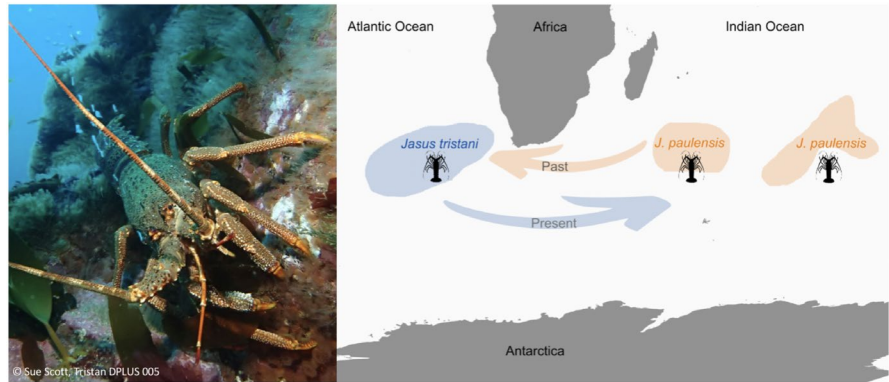 © Sue Scott, Tristan DPLUS 005
Atlantic Ocean
Africa
Indian Ocean
Jasus tristani
J. paulensis
J. paulensis
Past
Present
Antarctica